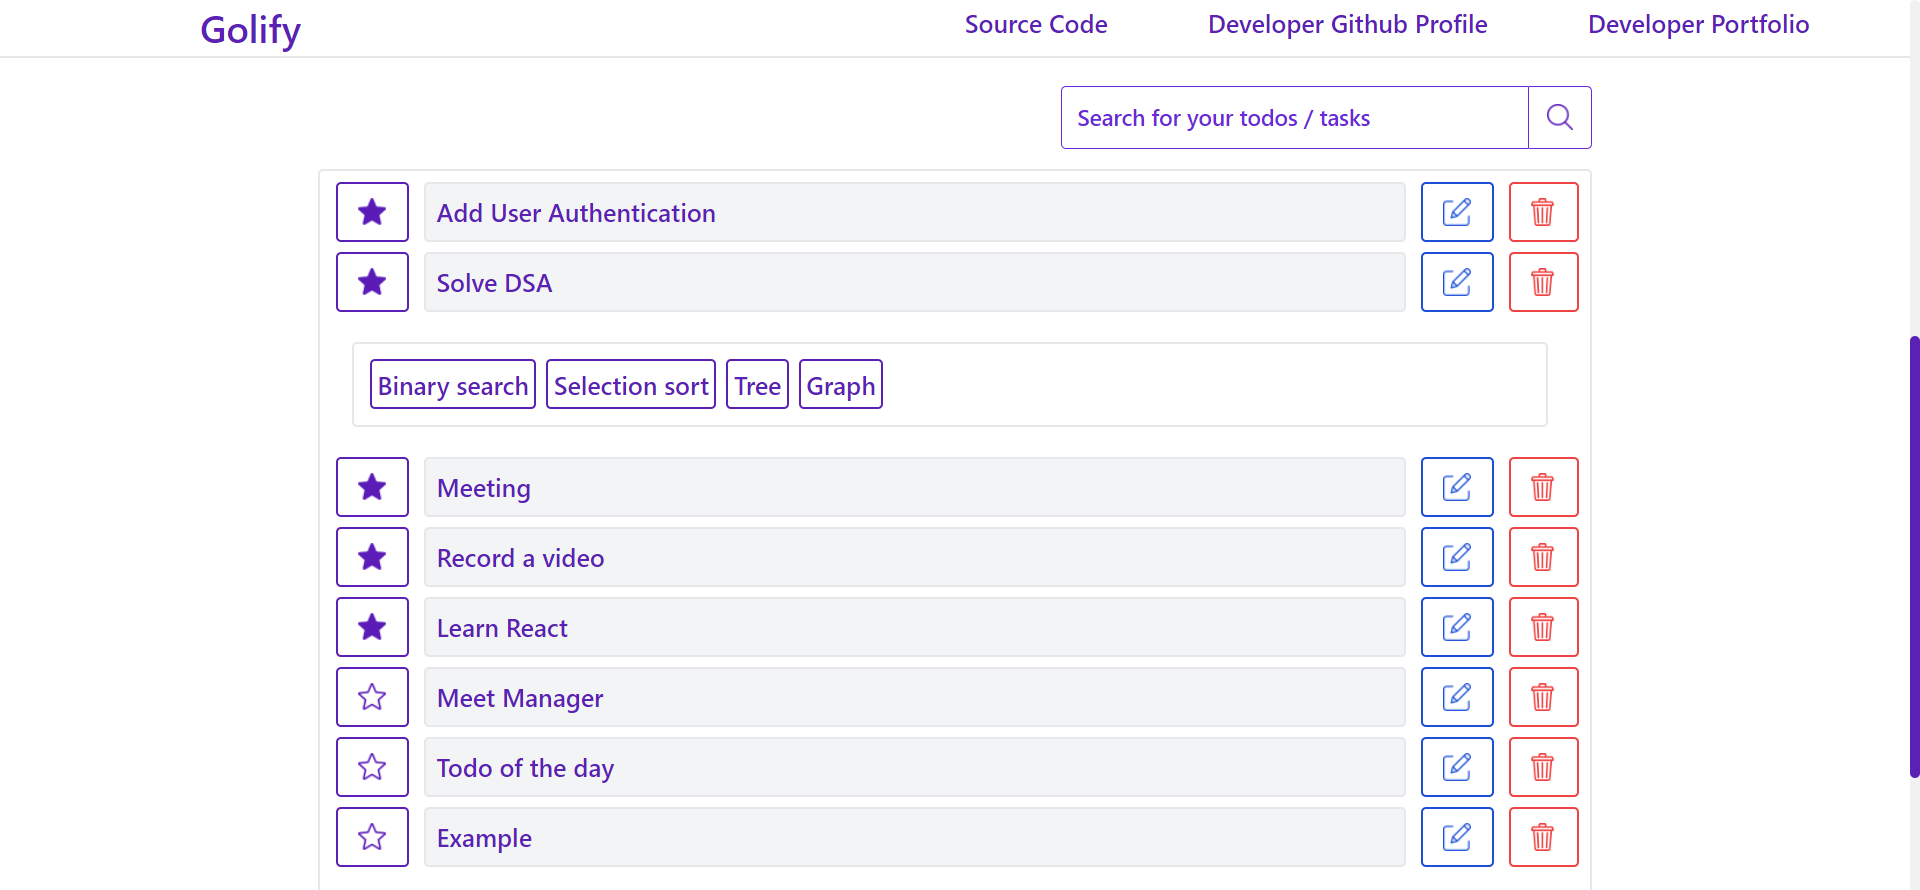 Golify Source Code Developer Github Profile Developer Portfolio
Search for your todos / tasks
Add User Authentication
Solve DSA
Binary search Selection sort Tree Graph
Meeting
Record a video
Learn React
Meet Manager
Todo of the day
Example